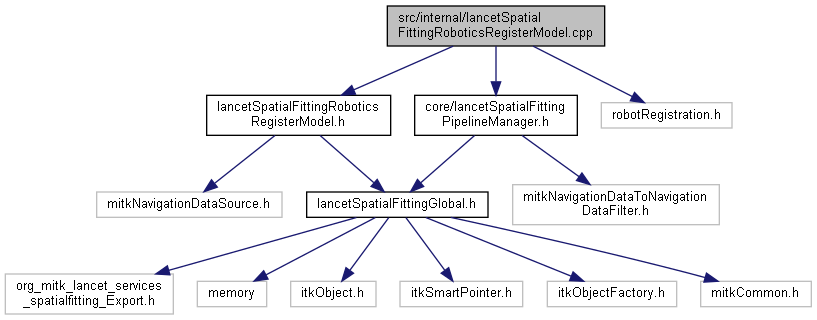 src/internal/lancetSpatial
FittingRoboticsRegisterModel.cpp
lancetSpatialFittingRobotics
RegisterModel.h
core/lancetSpatialFitting
PipelineManager.h
robotRegistration.h
mitkNavigationDataSource.h
lancetSpatialFittingGlobal.h
mitkNavigationDataToNavigation
DataFilter.h
org_mitk_lancet_services
_spatialfitting_Export.h
memory
itkObject.h
itkSmartPointer.h
itkObjectFactory.h
mitkCommon.h